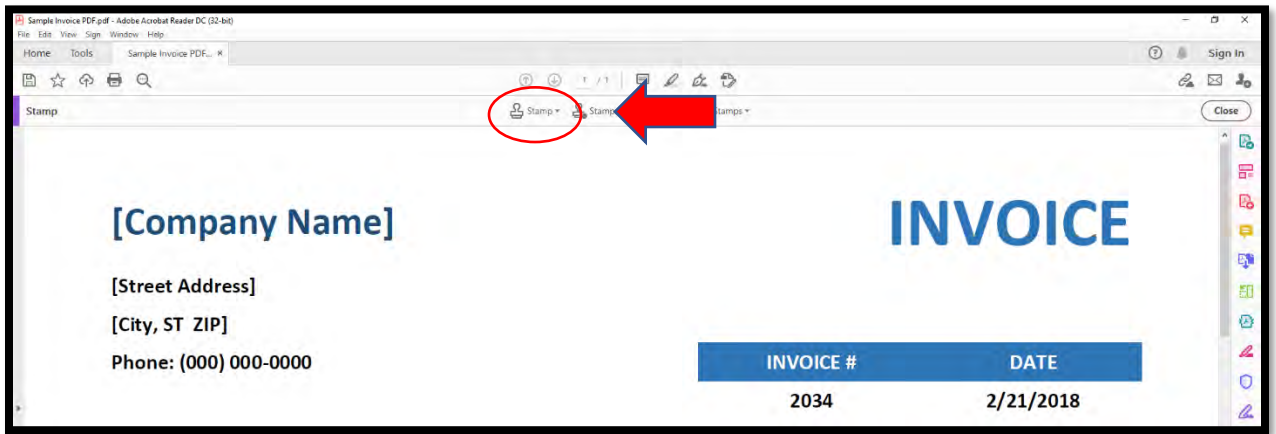 Sample Invoice PDF.pdf - Adobe Acrobat Reader DC (32-bit)
File Edit View Sign Window Help
Home Tools Sample Invoice PDF... × Sign In
1 / 1
Stamp Stamp Stamp Stamps Close
[Company Name] INVOICE
[Street Address]
[City, ST ZIP]
Phone: (000) 000-0000
INVOICE # DATE
2034 2/21/2018